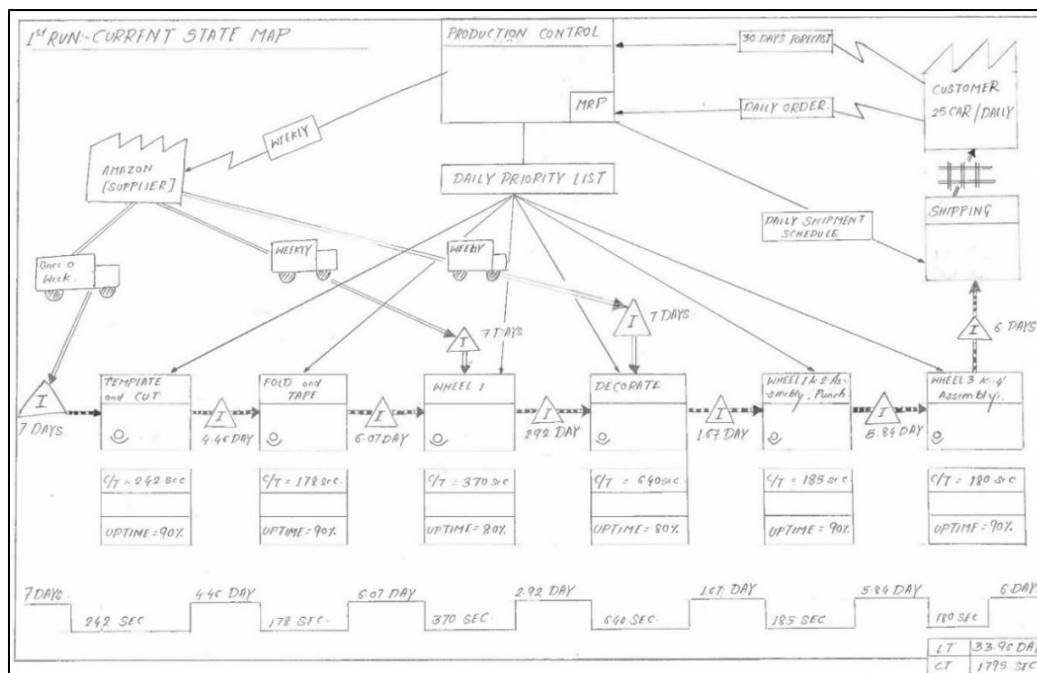 1st RUN:- CURRENT STATE MAP
PRODUCTION CONTROL
MRP
30 DAYS FORECAST
DAILY ORDER.
CUSTOMER
25 CAR/DAILY
WEEKLY
AMAZON
[SUPPLIER]
DAILY PRIORITY LIST
DAILY SHIPMENT
SCHEDULE
SHIPPING
Once a
Week.
WEEKLY
WEEKLY
7 DAYS
I
7 DAYS
I
I
6 DAYS
I
7 DAYS.
TEMPLATE
and CUT
I
4.46 DAY
FOLD and
TAPE
I
6.07 DAY
WHEEL 1
I
2.92 DAY
DECORATE
I
1.67 DAY
WHEEL 1 & 2 As-
sembly, Punch
I
5.84 DAY
WHEEL 3
Assembly.
C/T = 242 sec
C/T = 178 sec.
C/T = 370 sec
C/T = 640 sec.
C/T = 185 sec
C/T = 180 sec
UPTIME = 90%
UPTIME = 90%
UPTIME = 80%
UPTIME = 80%
UPTIME = 90%
UPTIME = 90%
7 DAYS
4.46 DAY
6.07 DAY
2.92 DAY
1.67 DAY
5.84 DAY
6 DAYS
242 SEC
178 SEC.
370 SEC
640 SEC.
185 SEC
180 SEC
LT 33.96 DAY
CT 1795 SEC